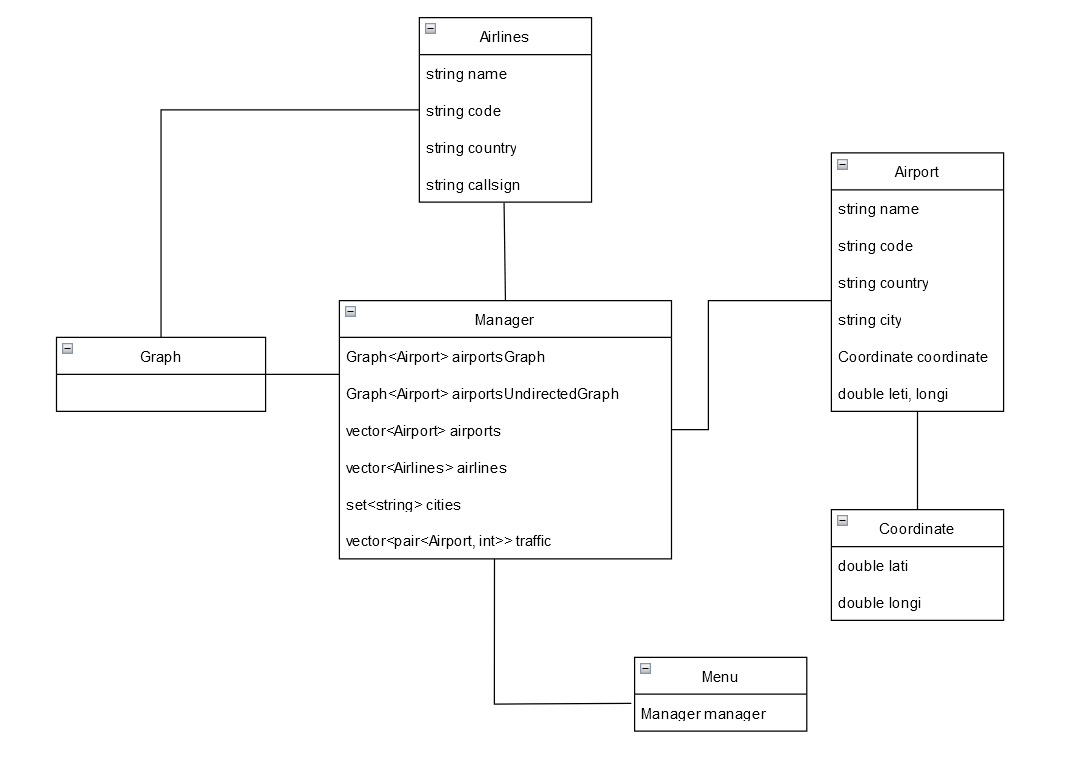 Airlines
string name
string code
string country
string callsign
Airport
string name
string code
string country
string city
Coordinate coordinate
double leti, longi
Manager
Graph<Airport> airportsGraph
Graph<Airport> airportsUndirectedGraph
vector<Airport> airports
vector<Airlines> airlines
set<string> cities
vector<pair<Airport, int>> traffic
Graph
Coordinate
double lati
double longi
Menu
Manager manager